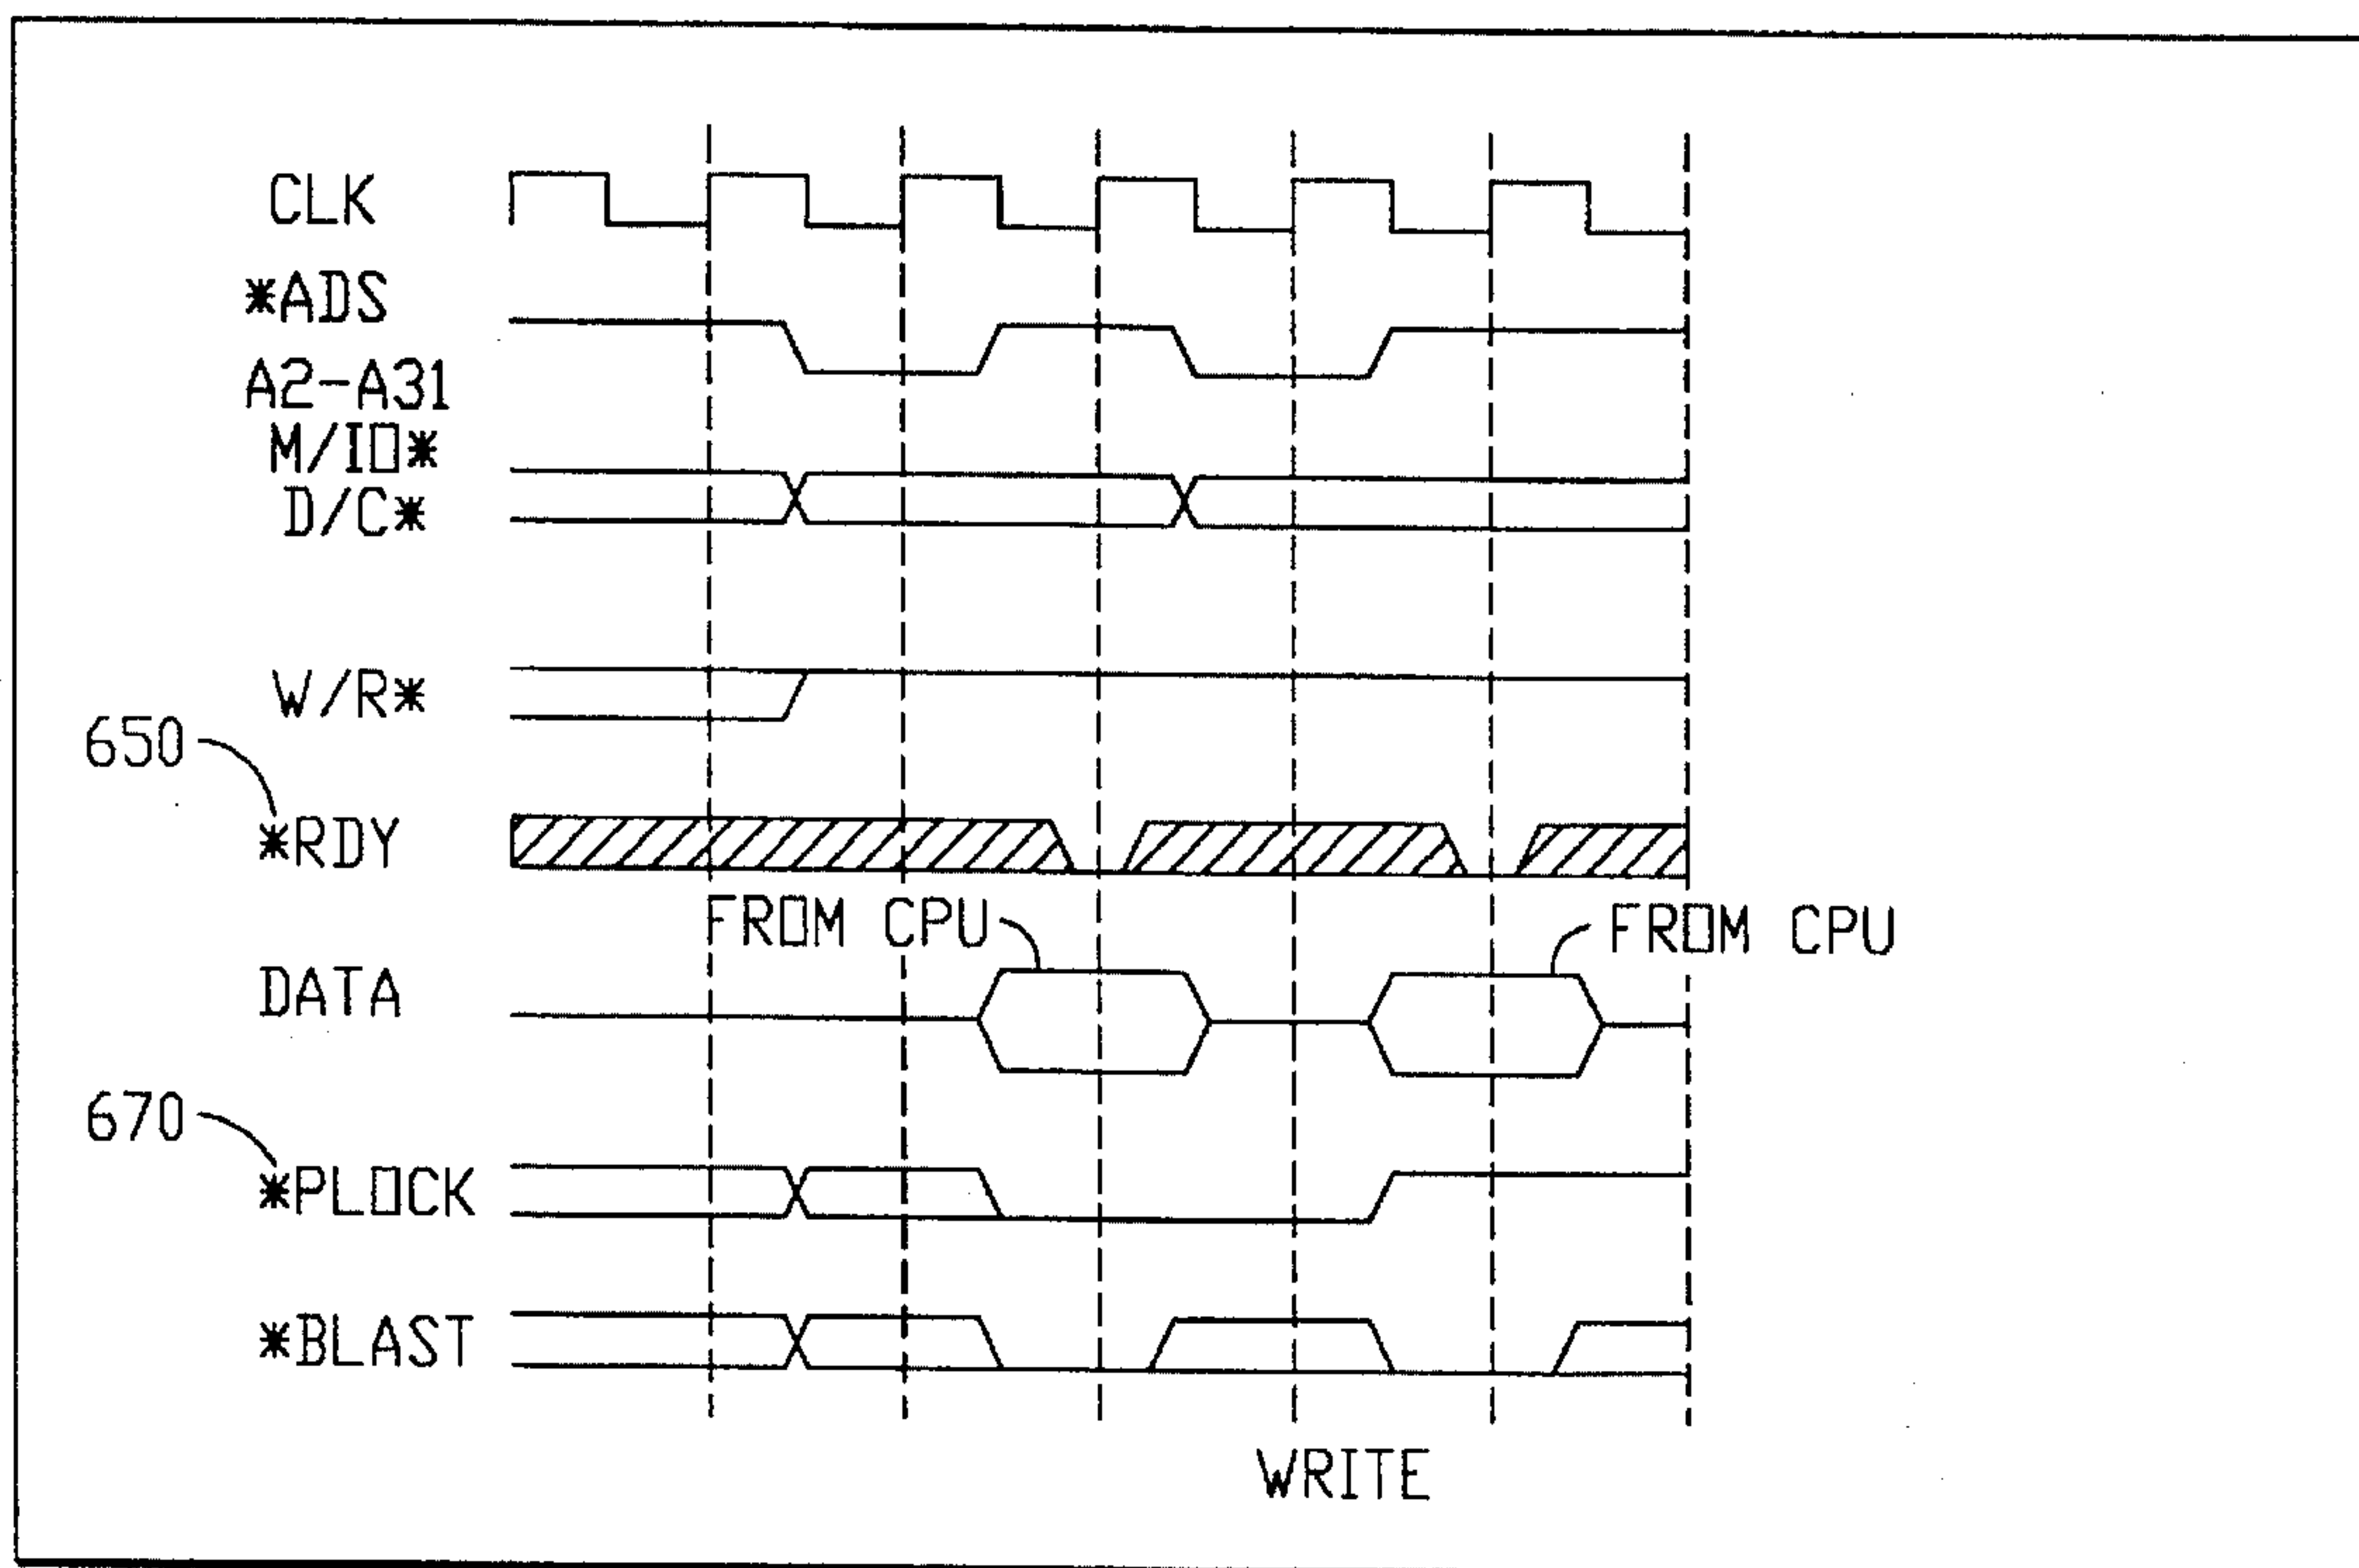 CLK
*ADS
A2-A31
M/IO*
D/C*
W/R*
650
*RDY
FROM CPU
FROM CPU
DATA
670
*PLOCK
*BLAST
WRITE